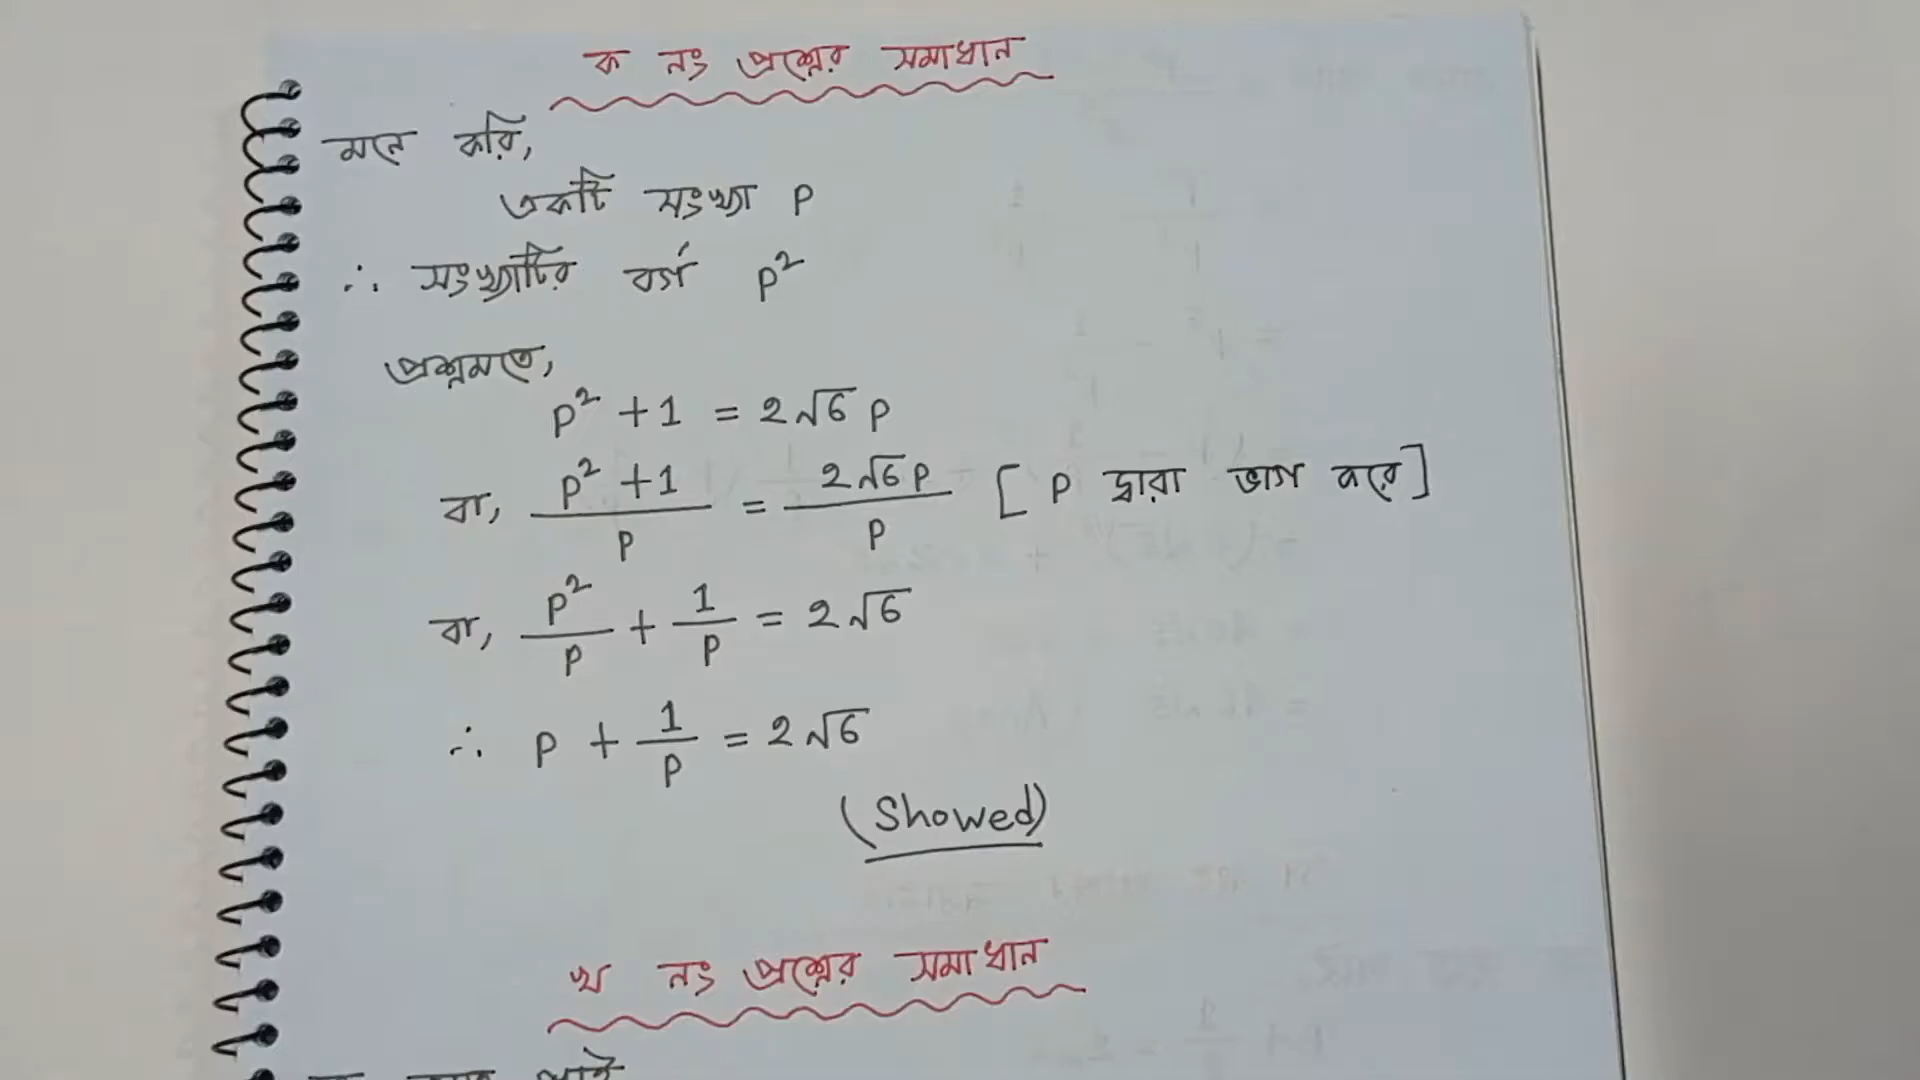 ক নং প্রশ্নের সমাধান
মনে করি,
একটি সংখ্যা P
∴ সংখ্যাটির বর্গ P²
প্রশ্নমতে,
P² + 1 = 2√6 P
বা, (P² + 1)/P = 2√6P/P [ P দ্বারা ভাগ করে ]
বা, P²/P + 1/P = 2√6
∴ P + 1/P = 2√6
(Showed)
খ নং প্রশ্নের সমাধান